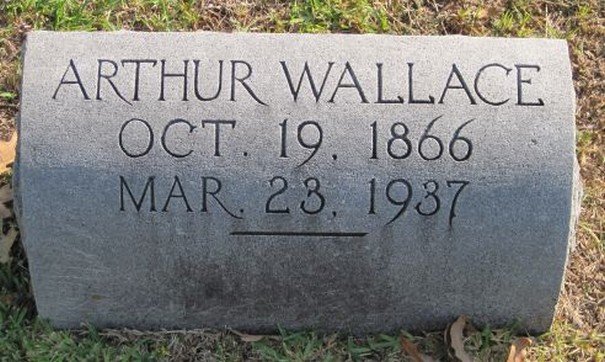 ARTHUR WALLACE
OCT. 19, 1866
MAR. 23, 1937